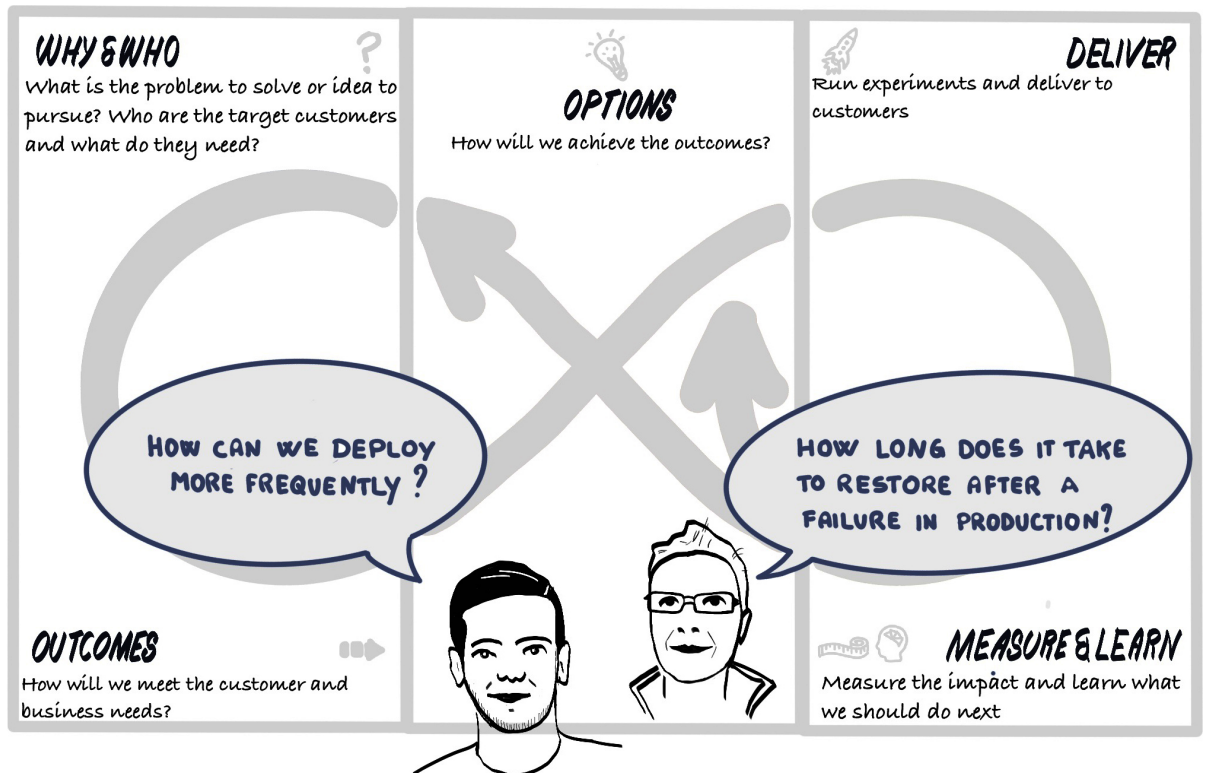 WHY & WHO
What is the problem to solve or idea to
pursue? Who are the target customers
and what do they need?
OPTIONS
How will we achieve the outcomes?
DELIVER
Run experiments and deliver to
customers
HOW CAN WE DEPLOY
MORE FREQUENTLY?
HOW LONG DOES IT TAKE
TO RESTORE AFTER A
FAILURE IN PRODUCTION?
OUTCOMES
How will we meet the customer and
business needs?
MEASURE & LEARN
Measure the impact and learn what
we should do next